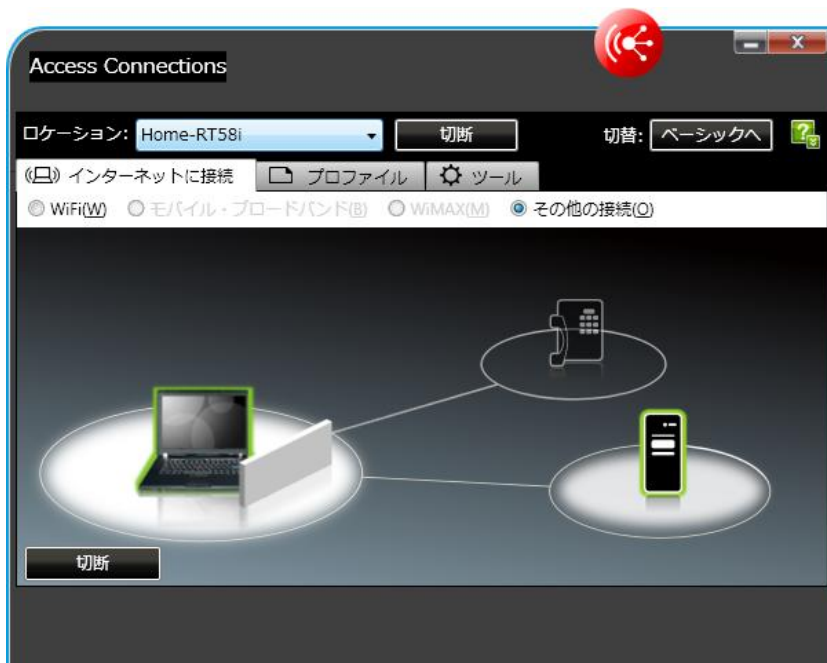 Access Connections
ロケーション: Home-RT58i 切断 切替: ベーシックへ ?
インターネットに接続 プロファイル ツール
WiFi(W) モバイル・ブロードバンド(B) WiMAX(M) その他の接続(O)
切断